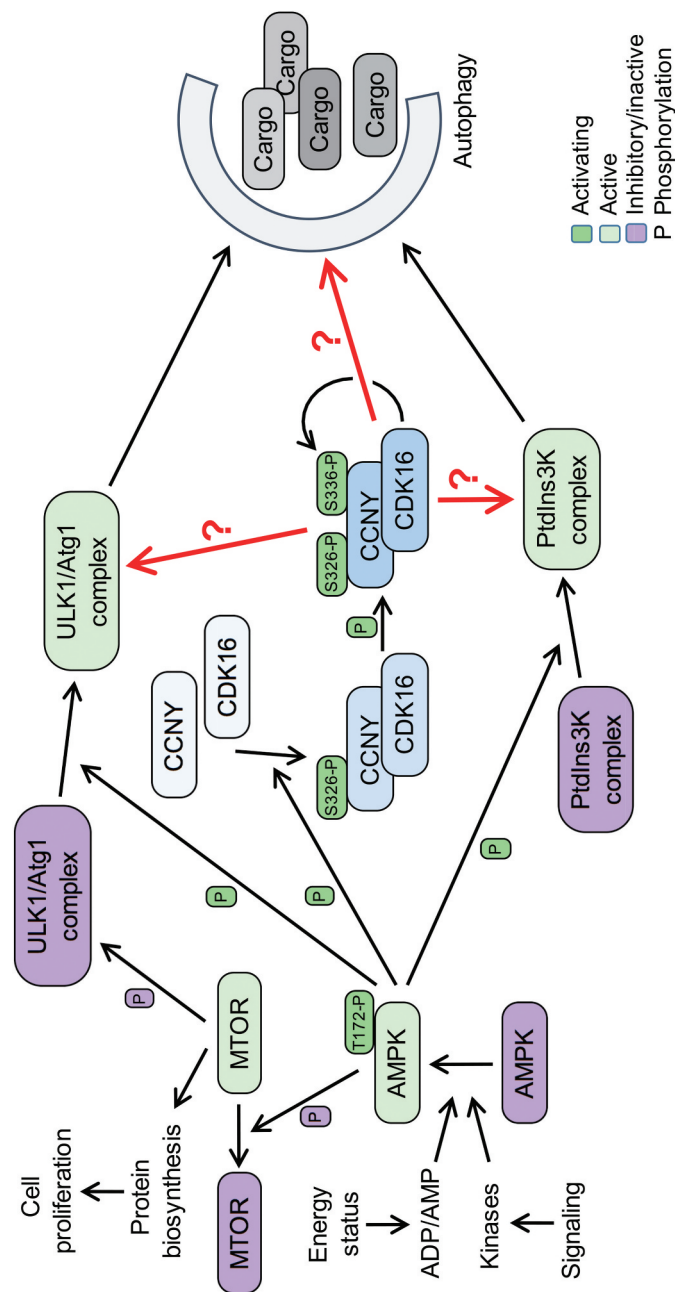 Cell
proliferation
Protein
biosynthesis
MTOR
MTOR
P
P
ULK1/Atg1
complex
ULK1/Atg1
complex
Energy
status
ADP/AMP
Kinases
Signaling
T172-P
AMPK
AMPK
P
P
P
CCNY
CDK16
S326-P
CCNY
CDK16
P
S326-P
S336-P
CCNY
CDK16
?
?
?
PtdIns3K
complex
PtdIns3K
complex
Cargo
Cargo
Cargo
Cargo
Autophagy
Activating
Active
Inhibitory/inactive
P Phosphorylation